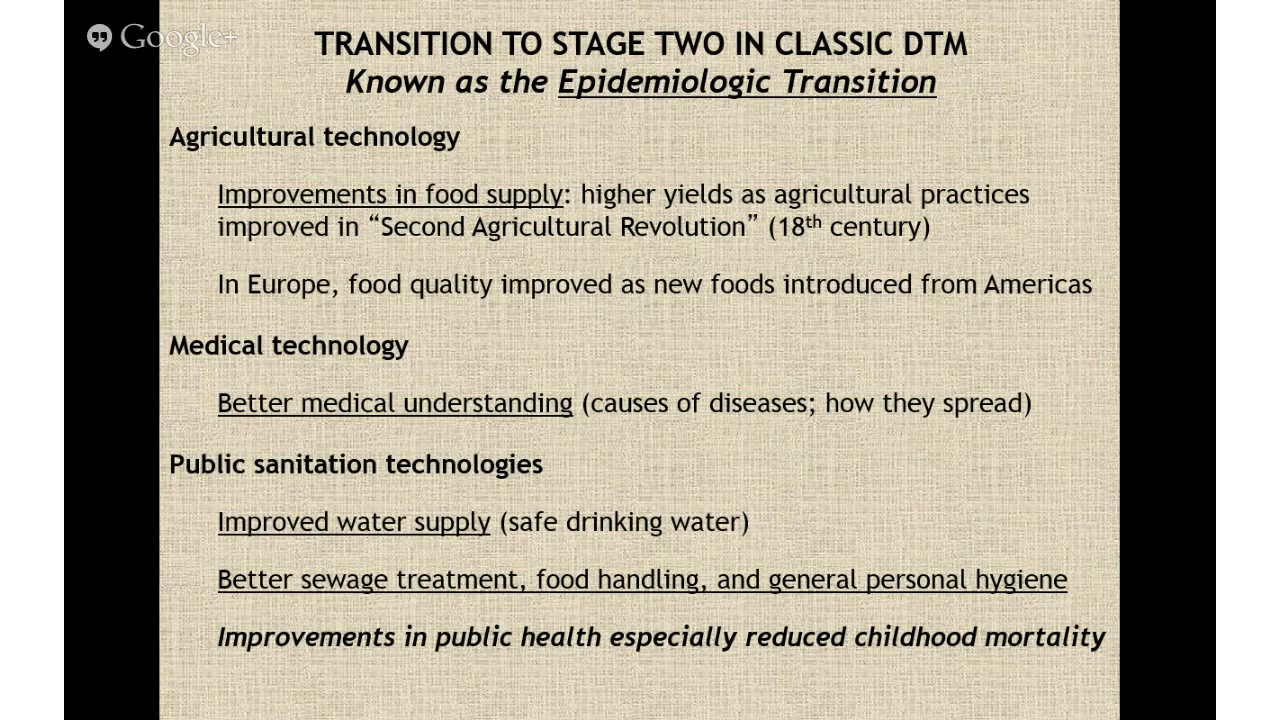 Google+
TRANSITION TO STAGE TWO IN CLASSIC DTM
Known as the Epidemiologic Transition
Agricultural technology
Improvements in food supply: higher yields as agricultural practices
improved in “Second Agricultural Revolution” (18th century)
In Europe, food quality improved as new foods introduced from Americas
Medical technology
Better medical understanding (causes of diseases; how they spread)
Public sanitation technologies
Improved water supply (safe drinking water)
Better sewage treatment, food handling, and general personal hygiene
Improvements in public health especially reduced childhood mortality